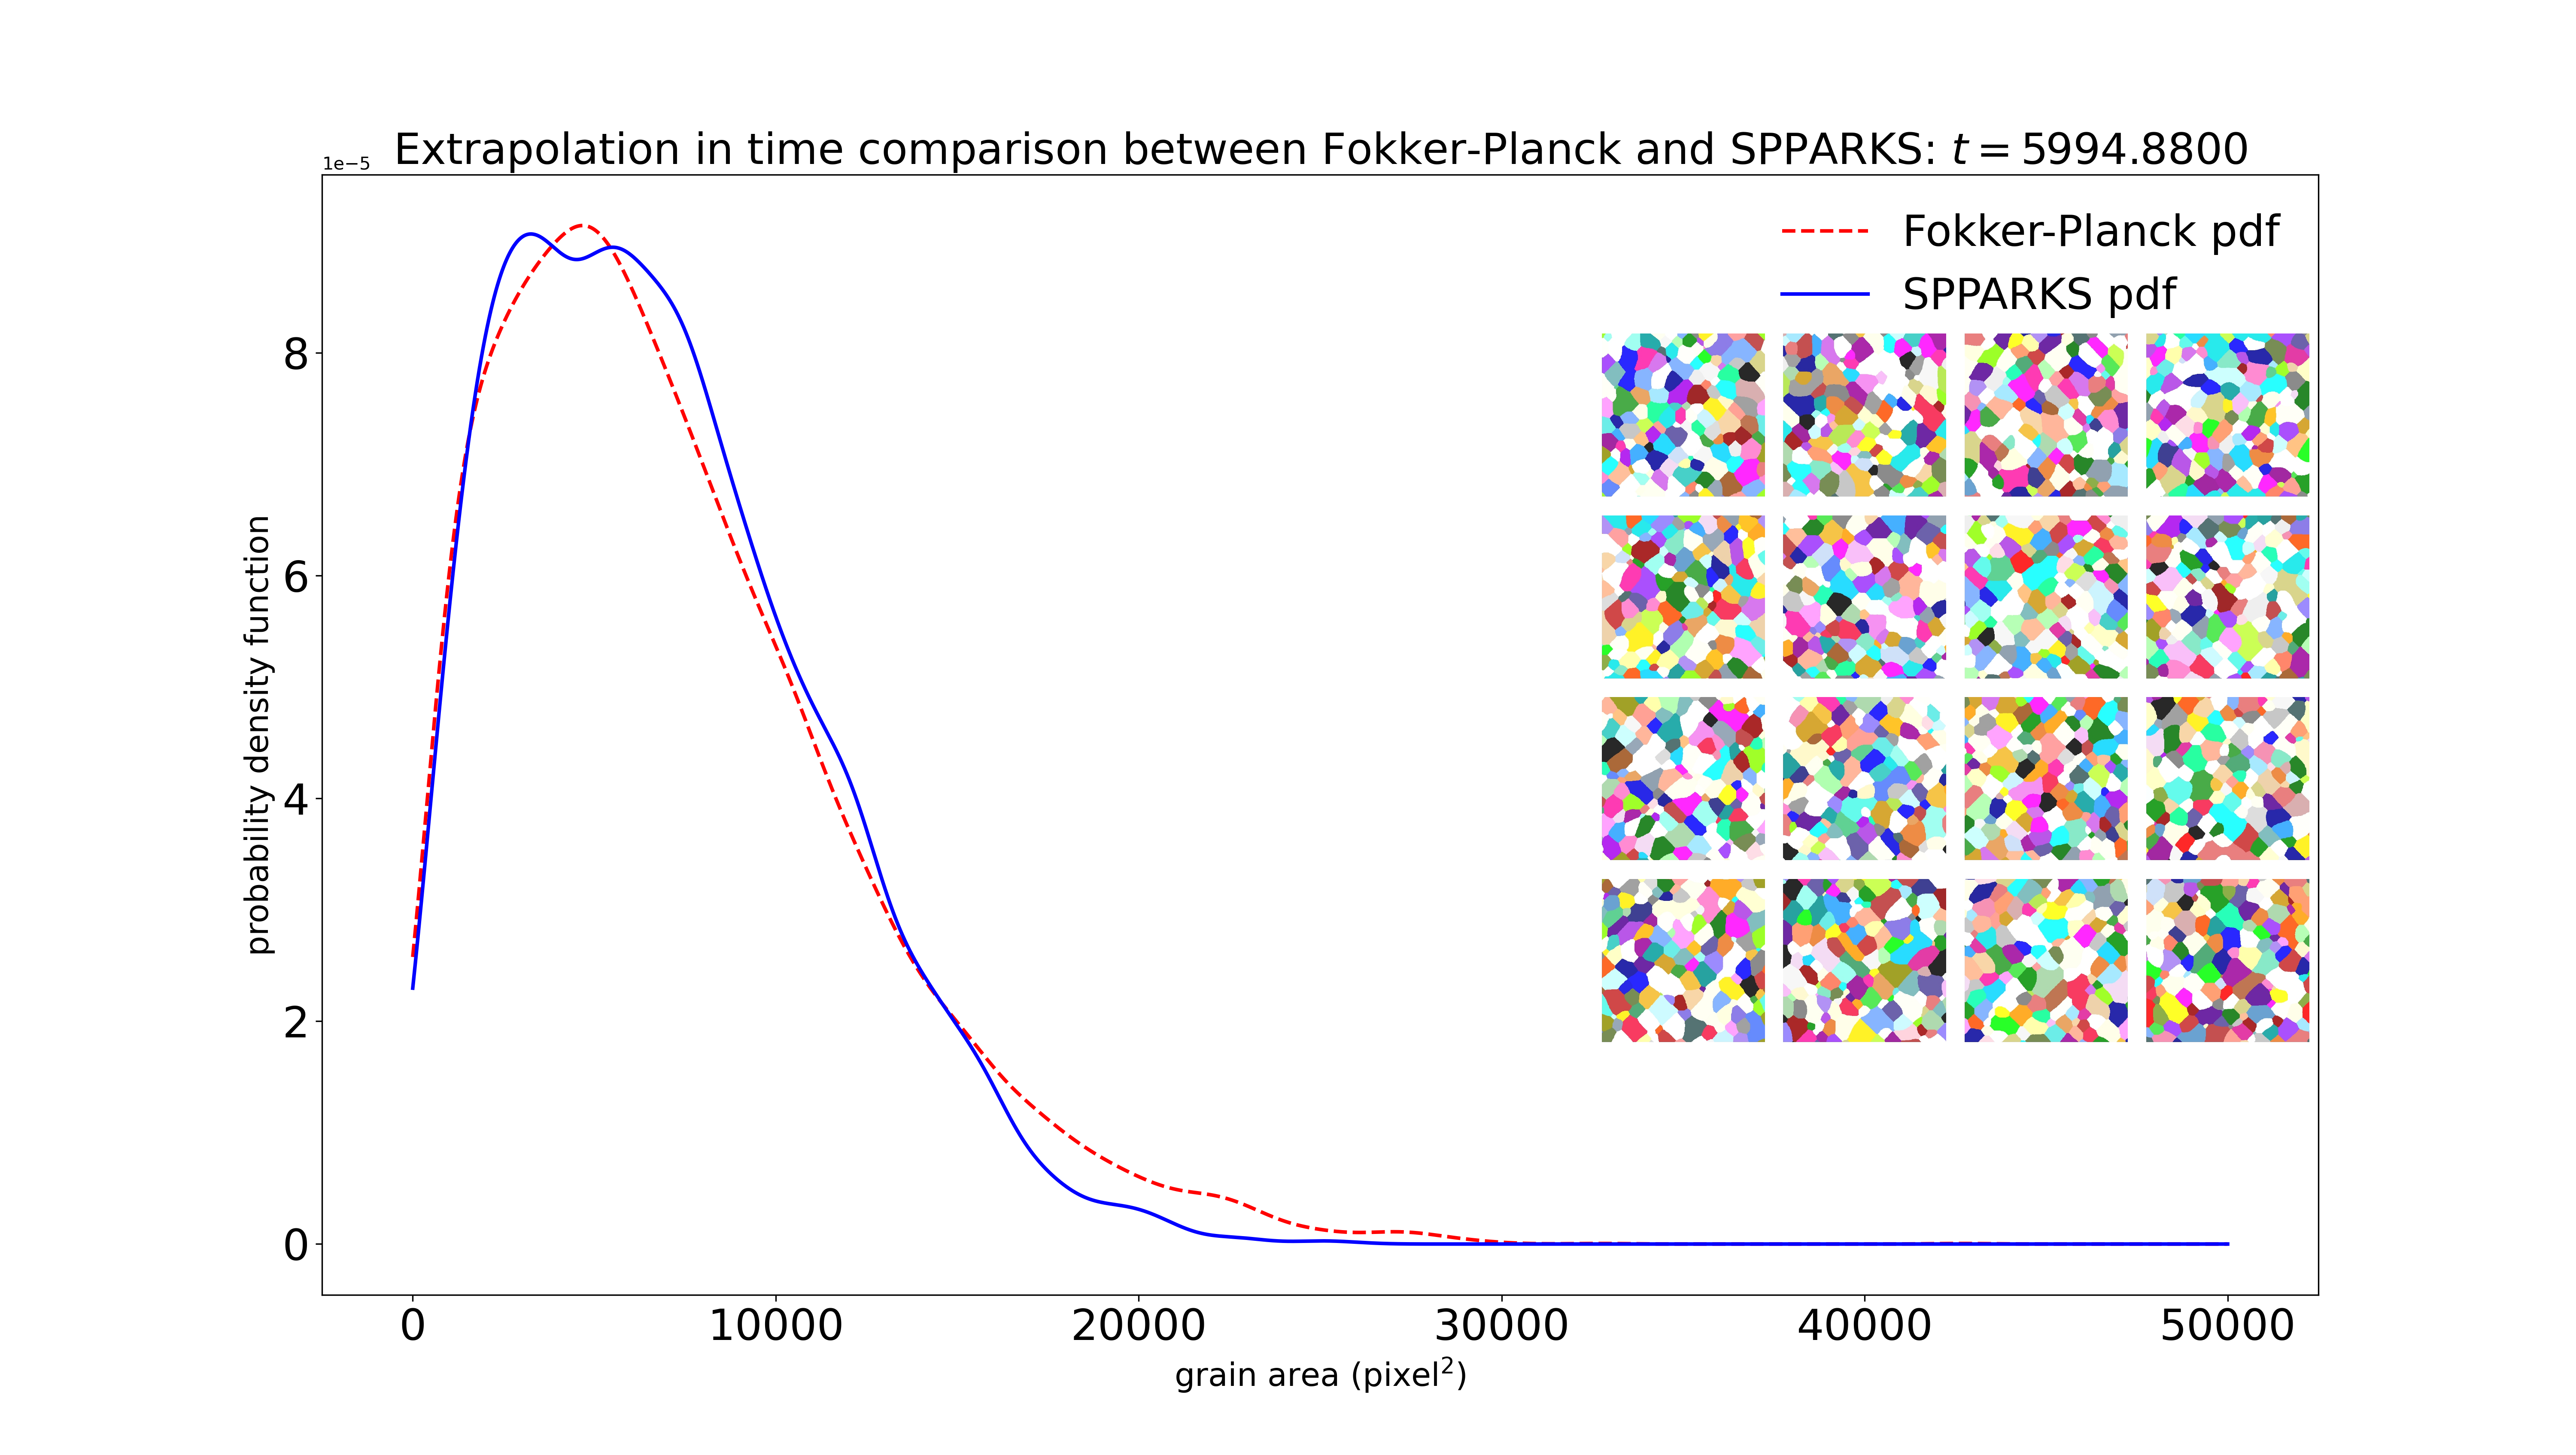 Extrapolation in time comparison between Fokker-Planck and SPPARKS: t = 5994.8800
1e−5
Fokker-Planck pdf
SPPARKS pdf
8
6
4
2
0
probability density function
0 10000 20000 30000 40000 50000
grain area (pixel²)